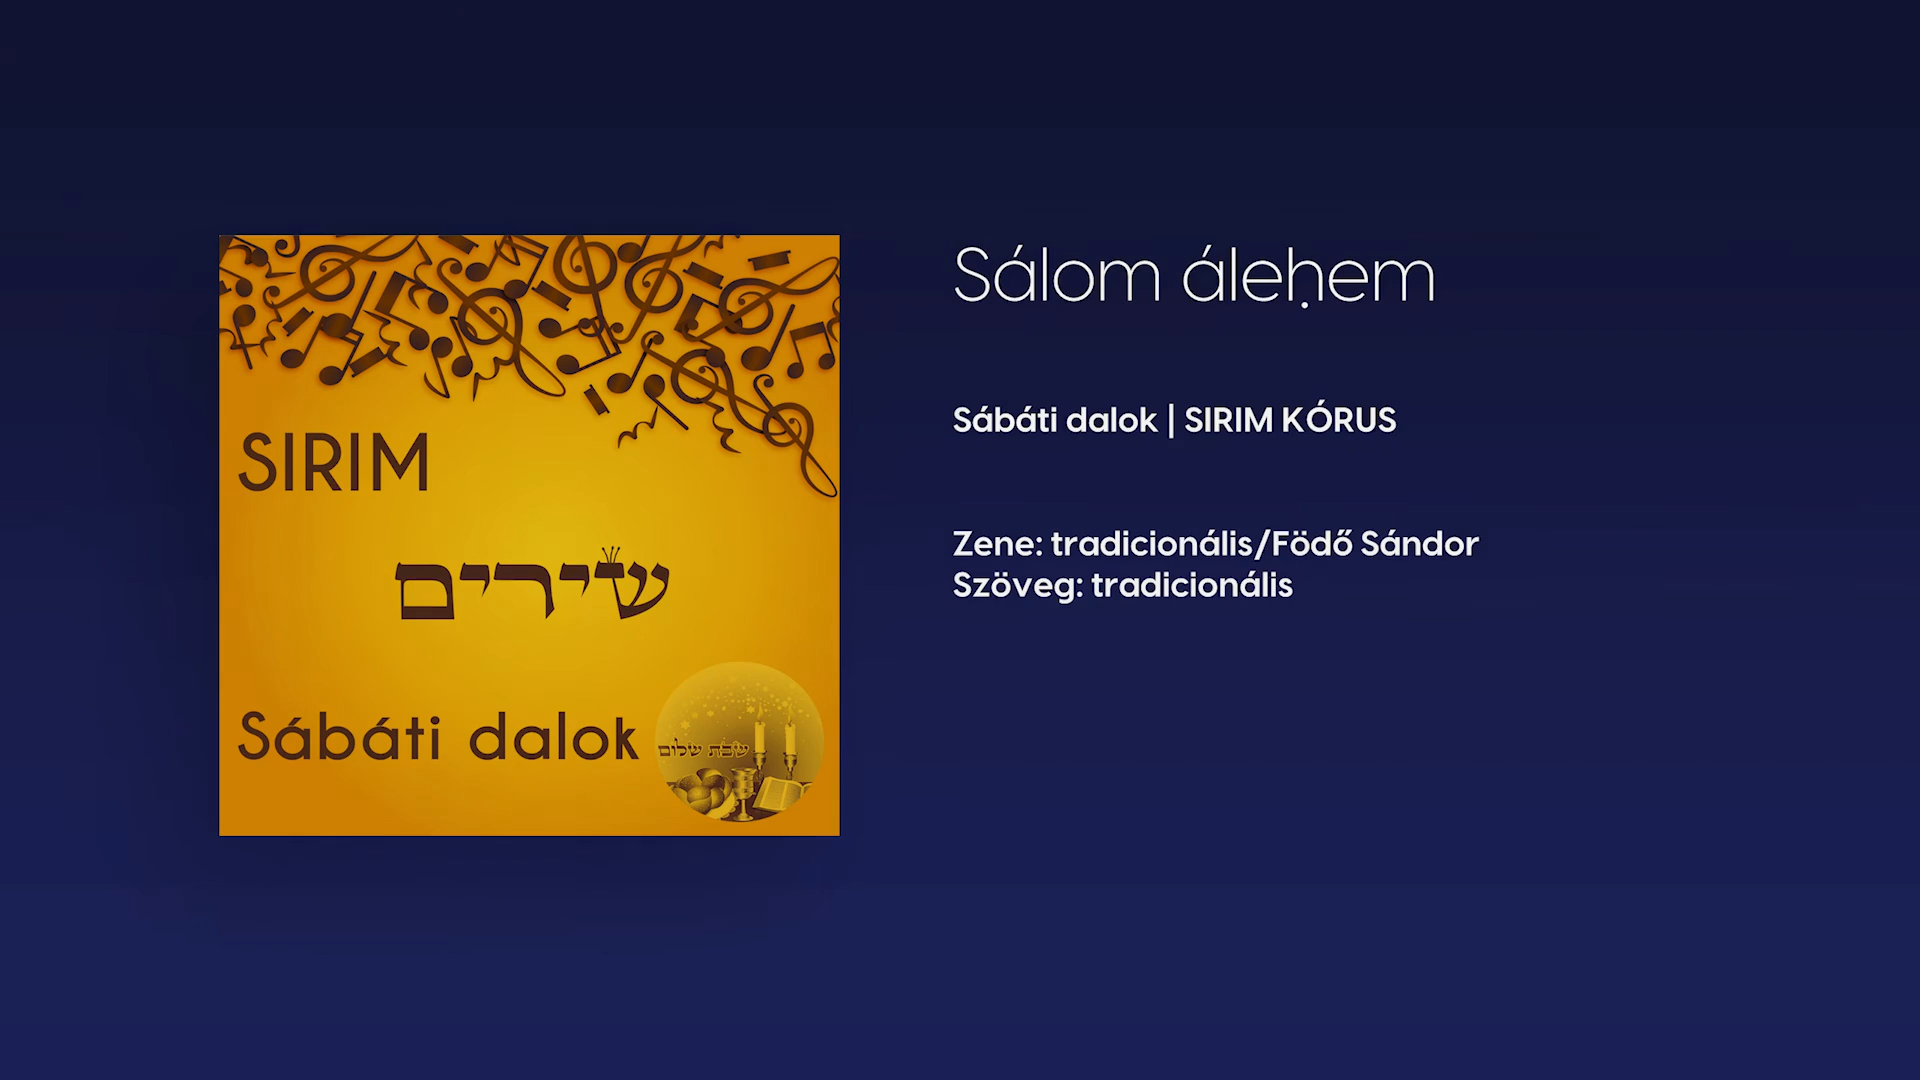 SIRIM
שירים
Sábáti dalok
שבת שלום
Sálom áleḥem
Sábáti dalok | SIRIM KÓRUS
Zene: tradicionális/Födő Sándor
Szöveg: tradicionális